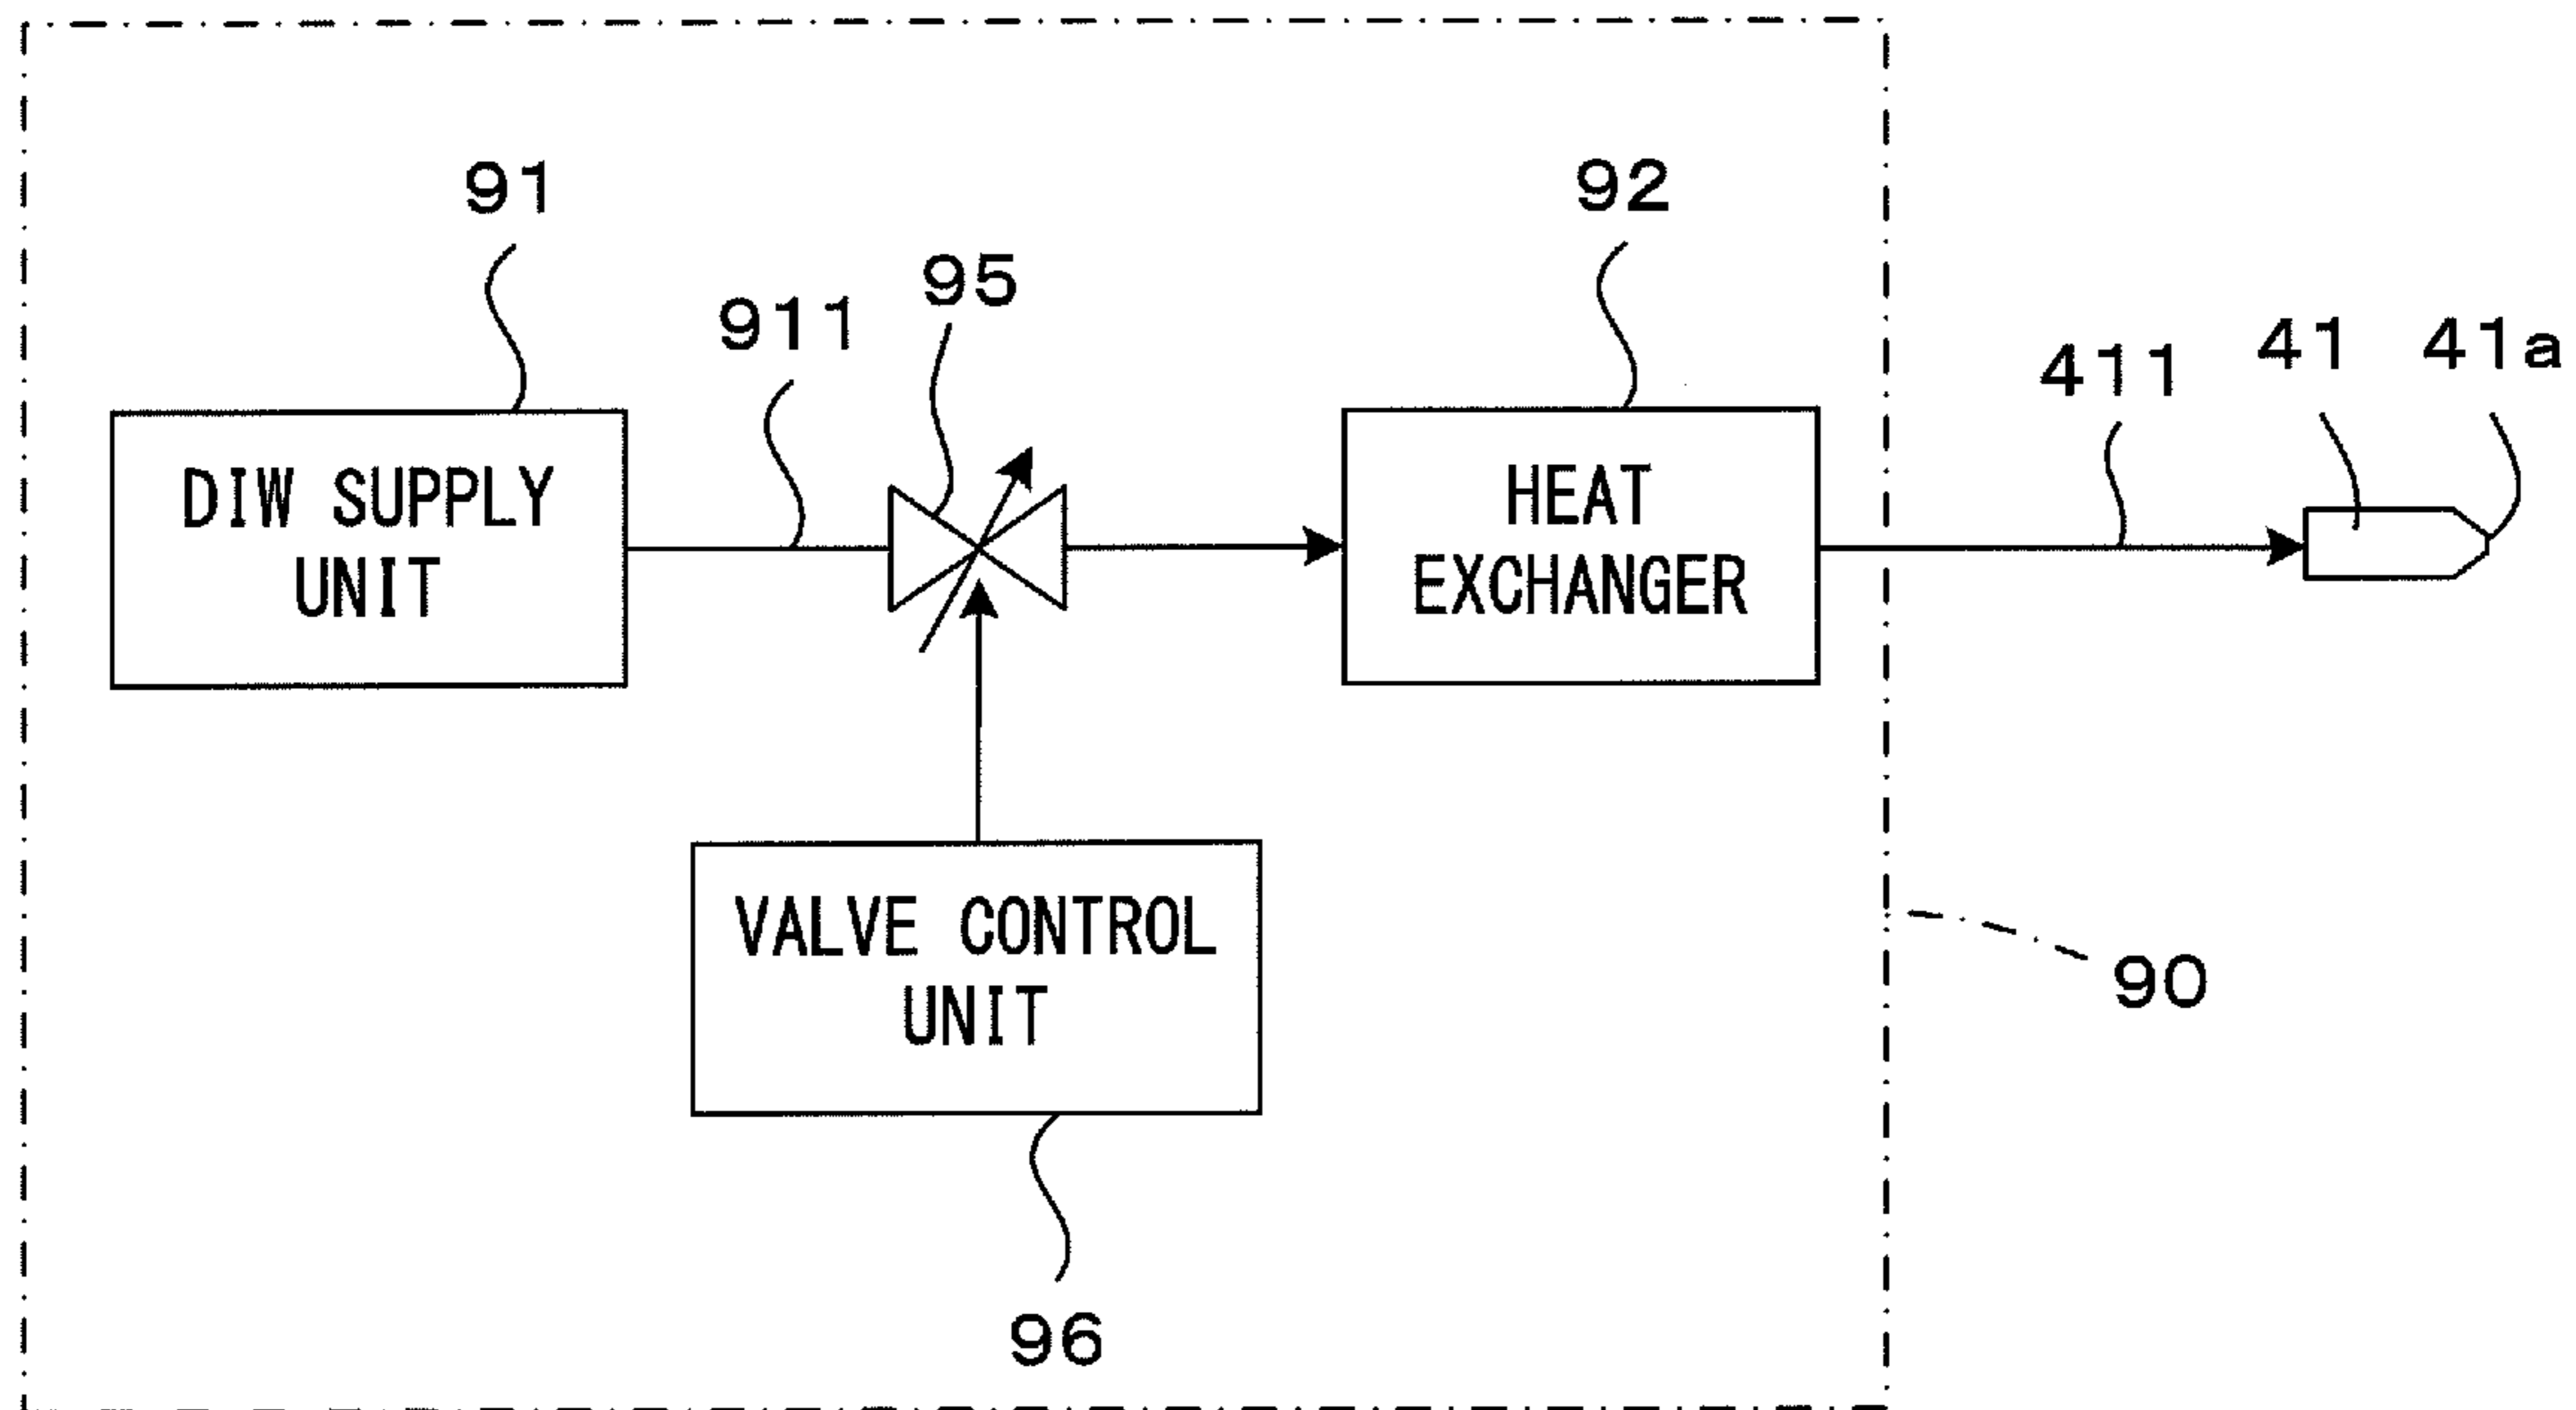 91
92
95
911
41
41a
411
DIW SUPPLY
UNIT
HEAT
EXCHANGER
VALVE CONTROL
UNIT
90
96